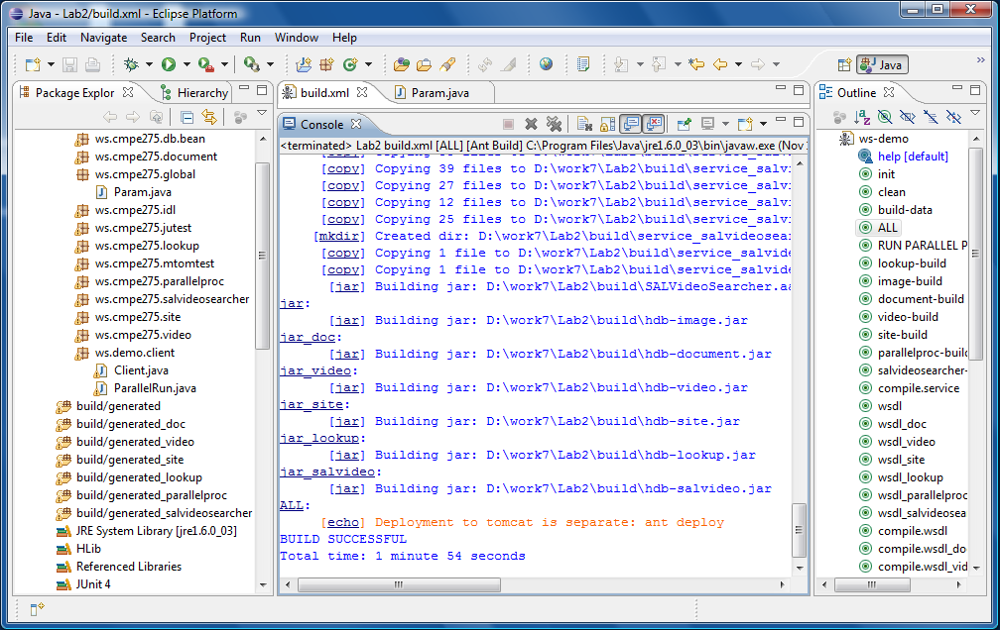 Java - Lab2/build.xml - Eclipse Platform
File Edit Navigate Search Project Run Window Help
Java
Package Explor
Hierarchy
ws.cmpe275.db.bean
ws.cmpe275.document
ws.cmpe275.global
Param.java
ws.cmpe275.idl
ws.cmpe275.jutest
ws.cmpe275.lookup
ws.cmpe275.mtomtest
ws.cmpe275.parallelproc
ws.cmpe275.salvideosearcher
ws.cmpe275.site
ws.cmpe275.video
ws.demo.client
Client.java
ParallelRun.java
build/generated
build/generated_doc
build/generated_video
build/generated_site
build/generated_lookup
build/generated_parallelproc
build/generated_salvideosearcher
JRE System Library [jre1.6.0_03]
HLib
Referenced Libraries
JUnit 4
build.xml
Param.java
Console
<terminated> Lab2 build.xml [ALL] [Ant Build] C:\Program Files\Java\jre1.6.0_03\bin\javaw.exe (Nov
[copy] Copying 39 files to D:\work7\Lab2\build\service_salvi
[copy] Copying 27 files to D:\work7\Lab2\build\service_salvi
[copy] Copying 12 files to D:\work7\Lab2\build\service_salvi
[copy] Copying 25 files to D:\work7\Lab2\build\service_salvi
[mkdir] Created dir: D:\work7\Lab2\build\service_salvideosear
[copy] Copying 1 file to D:\work7\Lab2\build\service_salvide
[copy] Copying 1 file to D:\work7\Lab2\build\service_salvide
[jar] Building jar: D:\work7\Lab2\build\SALVideoSearcher.aa
jar:
[jar] Building jar: D:\work7\Lab2\build\hdb-image.jar
jar_doc:
[jar] Building jar: D:\work7\Lab2\build\hdb-document.jar
jar_video:
[jar] Building jar: D:\work7\Lab2\build\hdb-video.jar
jar_site:
[jar] Building jar: D:\work7\Lab2\build\hdb-site.jar
jar_lookup:
[jar] Building jar: D:\work7\Lab2\build\hdb-lookup.jar
jar_salvideo:
[jar] Building jar: D:\work7\Lab2\build\hdb-salvideo.jar
ALL:
[echo] Deployment to tomcat is separate: ant deploy
BUILD SUCCESSFUL
Total time: 1 minute 54 seconds
Outline
ws-demo
help [default]
init
clean
build-data
ALL
RUN PARALLEL P
lookup-build
image-build
document-build
video-build
site-build
parallelproc-build
salvideosearcher-
compile.service
wsdl
wsdl_doc
wsdl_video
wsdl_site
wsdl_lookup
wsdl_parallelproc
wsdl_salvideosea
compile.wsdl
compile.wsdl_do
compile.wsdl_vid